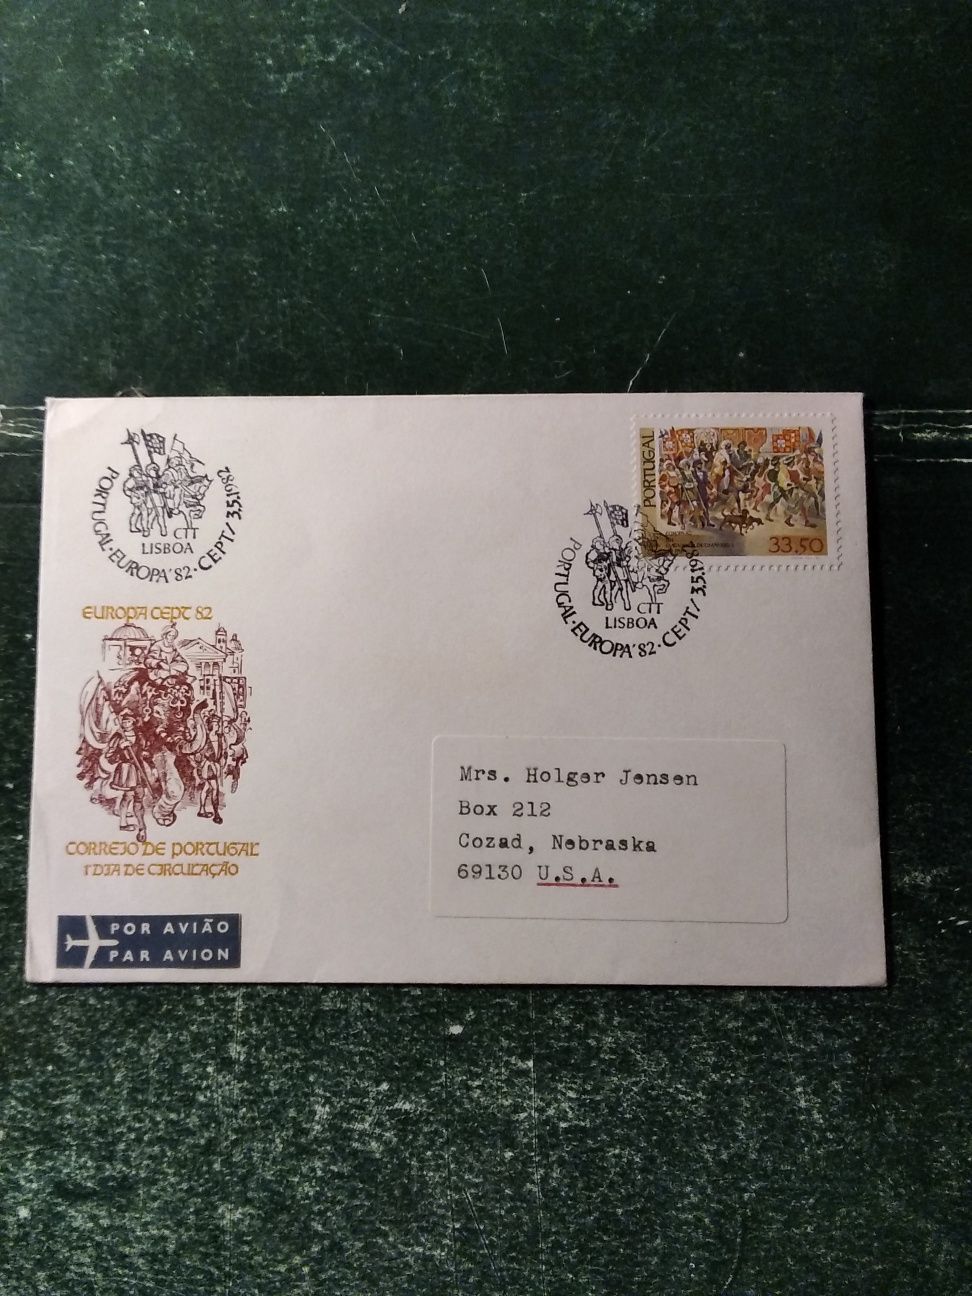 PORTUGAL·EUROPA'82·CEPT/3.5.1982
CTT
LISBOA
PORTUGAL
33.50
PORTUGAL·EUROPA'82·CEPT/3.5.1982
CTT
LISBOA
EUROPA CEPT 82
CORREIO DE PORTUGAL
1º DIA DE CIRCULAÇÃO
Mrs. Holger Jensen
Box 212
Cozad, Nebraska
69130 U.S.A.
POR AVIÃO
PAR AVION